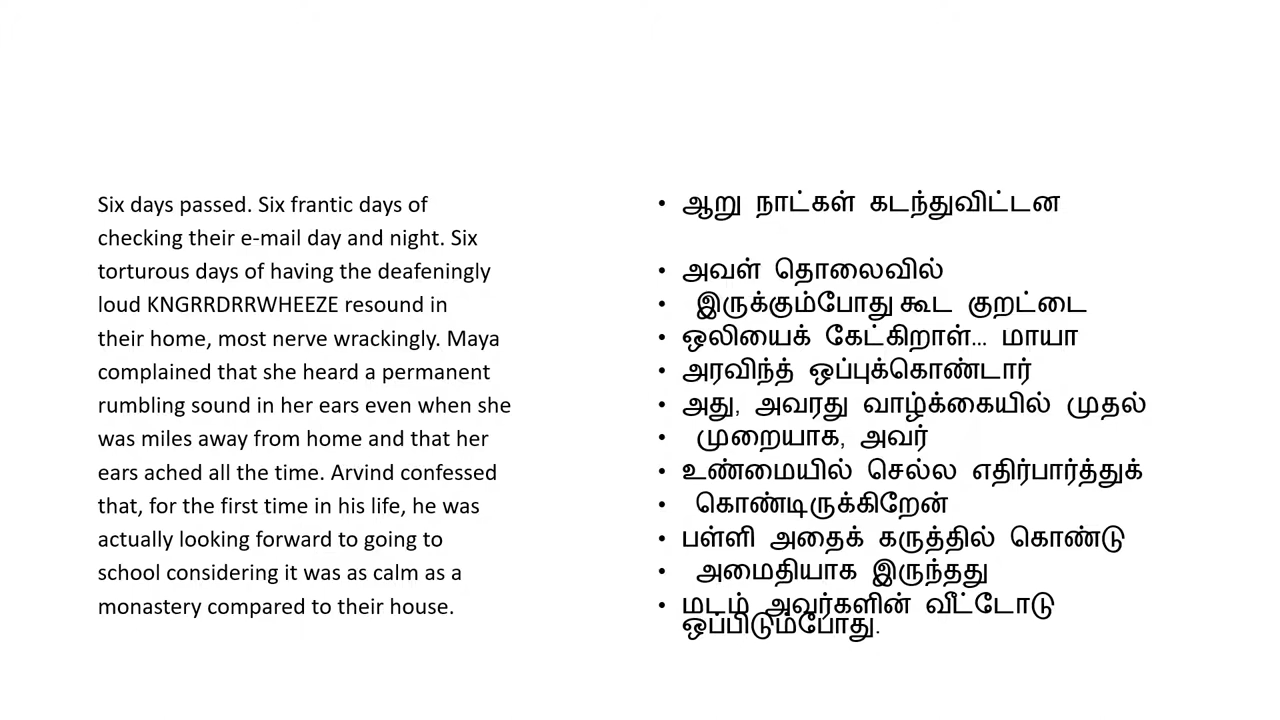 Six days passed. Six frantic days of
checking their e-mail day and night. Six
torturous days of having the deafeningly
loud KNGRRDRRWHEEZE resound in
their home, most nerve wrackingly. Maya
complained that she heard a permanent
rumbling sound in her ears even when she
was miles away from home and that her
ears ached all the time. Arvind confessed
that, for the first time in his life, he was
actually looking forward to going to
school considering it was as calm as a
monastery compared to their house.
• ஆறு நாட்கள் கடந்துவிட்டன
• அவள் தொலைவில்
• இருக்கும்போது கூட குறட்டை
• ஒலியைக் கேட்கிறாள்... மாயா
• அரவிந்த் ஒப்புக்கொண்டார்
• அது, அவரது வாழ்க்கையில் முதல்
• முறையாக, அவர்
• உண்மையில் செல்ல எதிர்பார்த்துக்
• கொண்டிருக்கிறேன்
• பள்ளி அதைக் கருத்தில் கொண்டு
• அமைதியாக இருந்தது
• மடம் அவர்களின் வீட்டோடு
ஒப்பிடும்போது.